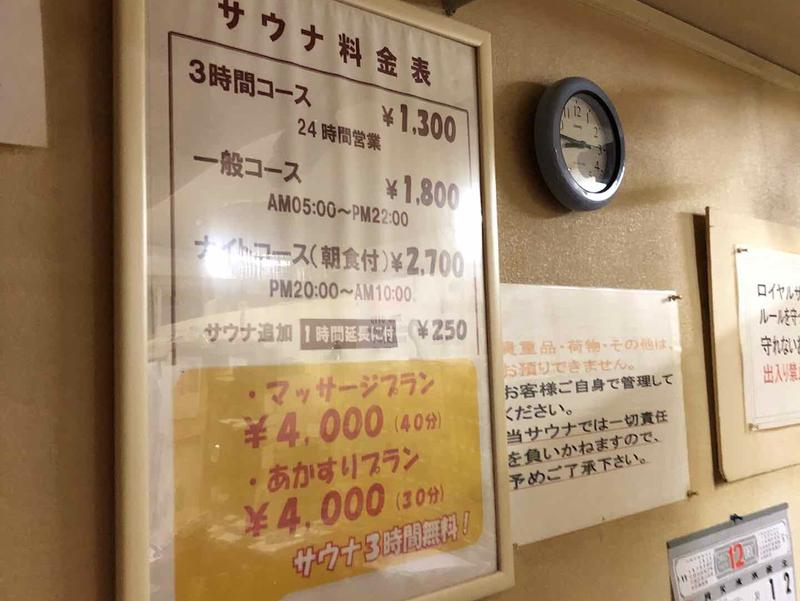 サウナ料金表
3時間コース ¥1,300
24時間営業
一般コース ¥1,800
AM05:00～PM22:00
ナイトコース(朝食付)¥2,700
PM20:00～AM10:00
サウナ追加 1時間延長に付 (¥250
・マッサージプラン
¥4,000(40分)
・あかすりプラン
¥4,000(30分)
サウナ3時間無料!
貴重品・荷物・その他は、
お預りできません。
お客様ご自身で管理して
ください。
当サウナでは一切責任
を負いかねますので、
予めご了承下さい。
ロイヤルサ
ルールを守
守れない
出入り禁
12
1 2